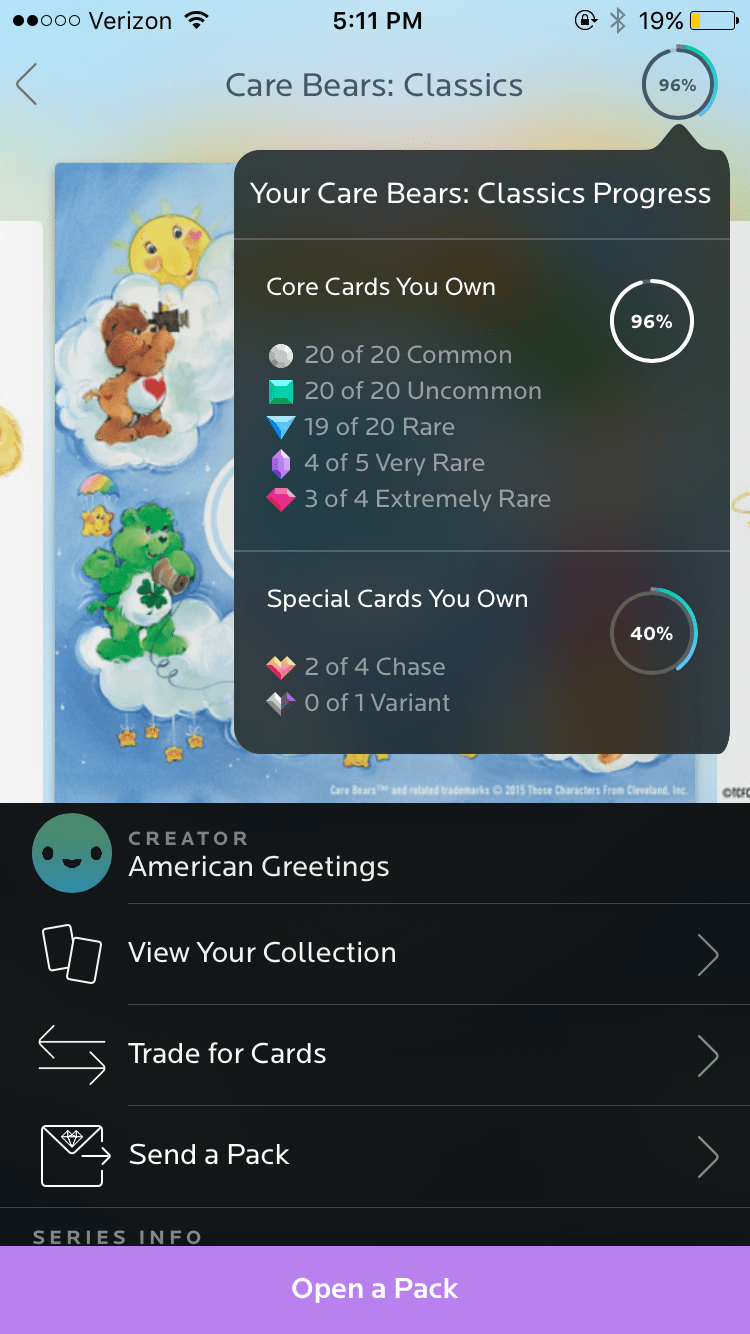 Verizon 5:11 PM 19%
Care Bears: Classics 96%
Your Care Bears: Classics Progress
Core Cards You Own
96%
20 of 20 Common
20 of 20 Uncommon
19 of 20 Rare
4 of 5 Very Rare
3 of 4 Extremely Rare
Special Cards You Own
40%
2 of 4 Chase
0 of 1 Variant
Care Bears™ and related trademarks © 2015 Those Characters From Cleveland, Inc.
©TCFC
CREATOR
American Greetings
View Your Collection
Trade for Cards
Send a Pack
SERIES INFO
Open a Pack